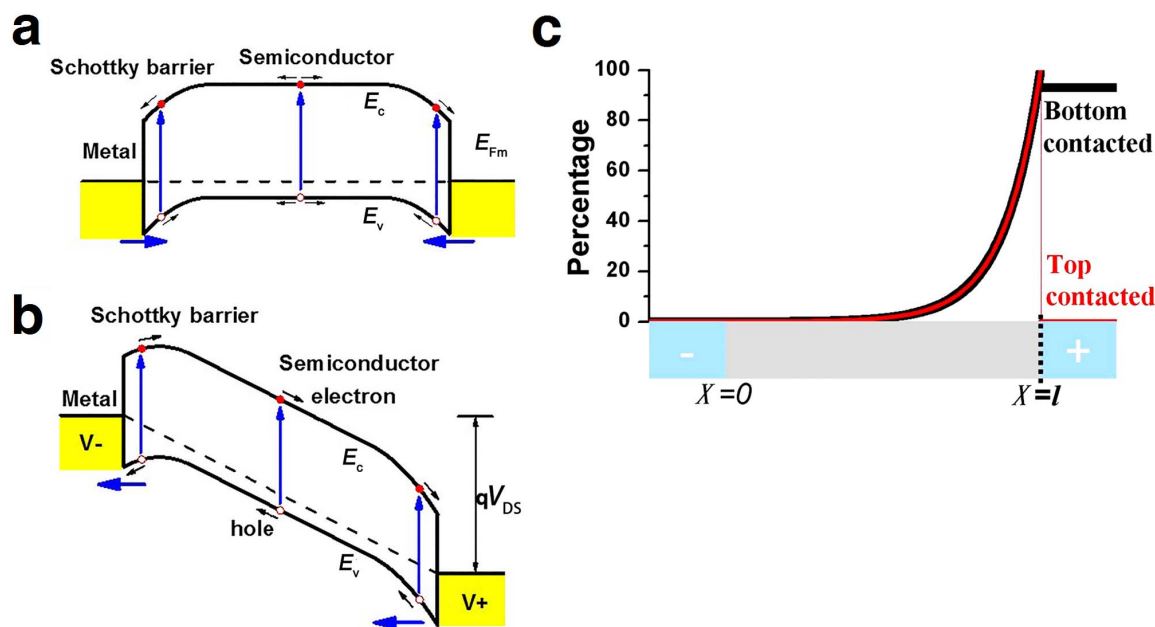 a
Semiconductor
Schottky barrier
Ec
Metal
EFm
Ev
b
Schottky barrier
Semiconductor
electron
Metal
V-
Ec
qVDS
hole
Ev
V+
c
100
80
60
40
20
0
Percentage
Bottom
contacted
Top
contacted
-
+
X=0
X=l